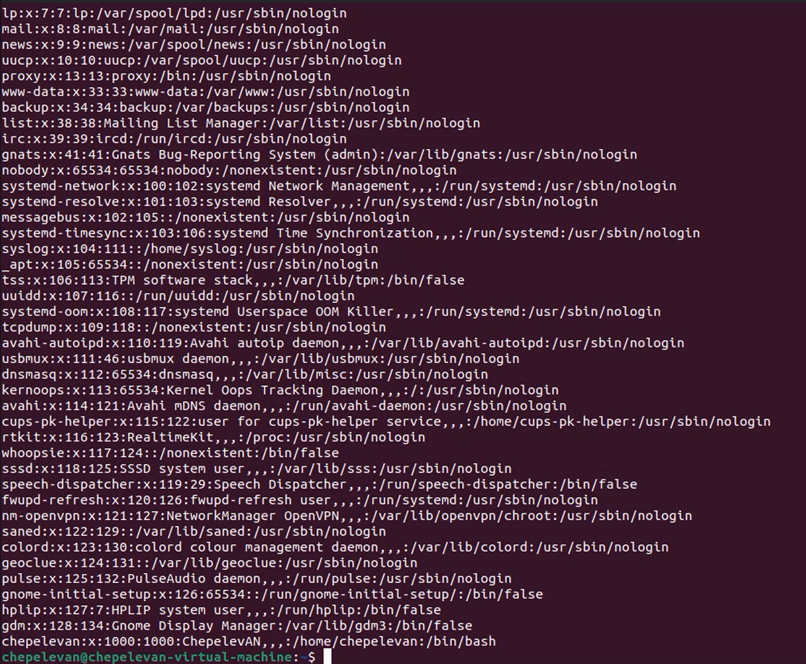 lp:x:7:7:lp:/var/spool/lpd:/usr/sbin/nologin
mail:x:8:8:mail:/var/mail:/usr/sbin/nologin
news:x:9:9:news:/var/spool/news:/usr/sbin/nologin
uucp:x:10:10:uucp:/var/spool/uucp:/usr/sbin/nologin
proxy:x:13:13:proxy:/bin:/usr/sbin/nologin
www-data:x:33:33:www-data:/var/www:/usr/sbin/nologin
backup:x:34:34:backup:/var/backups:/usr/sbin/nologin
list:x:38:38:Mailing List Manager:/var/list:/usr/sbin/nologin
irc:x:39:39:ircd:/run/ircd:/usr/sbin/nologin
gnats:x:41:41:Gnats Bug-Reporting System (admin):/var/lib/gnats:/usr/sbin/nologin
nobody:x:65534:65534:nobody:/nonexistent:/usr/sbin/nologin
systemd-network:x:100:102:systemd Network Management,,,:/run/systemd:/usr/sbin/nologin
systemd-resolve:x:101:103:systemd Resolver,,,:/run/systemd:/usr/sbin/nologin
messagebus:x:102:105::/nonexistent:/usr/sbin/nologin
systemd-timesync:x:103:106:systemd Time Synchronization,,,:/run/systemd:/usr/sbin/nologin
syslog:x:104:111::/home/syslog:/usr/sbin/nologin
_apt:x:105:65534::/nonexistent:/usr/sbin/nologin
tss:x:106:113:TPM software stack,,,:/var/lib/tpm:/bin/false
uuidd:x:107:116::/run/uuidd:/usr/sbin/nologin
systemd-oom:x:108:117:systemd Userspace OOM Killer,,,:/run/systemd:/usr/sbin/nologin
tcpdump:x:109:118::/nonexistent:/usr/sbin/nologin
avahi-autoipd:x:110:119:Avahi autoip daemon,,,:/var/lib/avahi-autoipd:/usr/sbin/nologin
usbmux:x:111:46:usbmux daemon,,,:/var/lib/usbmux:/usr/sbin/nologin
dnsmasq:x:112:65534:dnsmasq,,,:/var/lib/misc:/usr/sbin/nologin
kernoops:x:113:65534:Kernel Oops Tracking Daemon,,,:/:/usr/sbin/nologin
avahi:x:114:121:Avahi mDNS daemon,,,:/run/avahi-daemon:/usr/sbin/nologin
cups-pk-helper:x:115:122:user for cups-pk-helper service,,,:/home/cups-pk-helper:/usr/sbin/nologin
rtkit:x:116:123:RealtimeKit,,,:/proc:/usr/sbin/nologin
whoopsie:x:117:124::/nonexistent:/bin/false
sssd:x:118:125:SSSD system user,,,:/var/lib/sss:/usr/sbin/nologin
speech-dispatcher:x:119:29:Speech Dispatcher,,,:/run/speech-dispatcher:/bin/false
fwupd-refresh:x:120:126:fwupd-refresh user,,,:/run/systemd:/usr/sbin/nologin
nm-openvpn:x:121:127:NetworkManager OpenVPN,,,:/var/lib/openvpn/chroot:/usr/sbin/nologin
saned:x:122:129::/var/lib/saned:/usr/sbin/nologin
colord:x:123:130:colord colour management daemon,,,:/var/lib/colord:/usr/sbin/nologin
geoclue:x:124:131::/var/lib/geoclue:/usr/sbin/nologin
pulse:x:125:132:PulseAudio daemon,,,:/run/pulse:/usr/sbin/nologin
gnome-initial-setup:x:126:65534::/run/gnome-initial-setup/:/bin/false
hplip:x:127:7:HPLIP system user,,,:/run/hplip:/bin/false
gdm:x:128:134:Gnome Display Manager:/var/lib/gdm3:/bin/false
chepelevan:x:1000:1000:ChepelevAN,,,:/home/chepelevan:/bin/bash
chepelevan@chepelevan-virtual-machine:~$